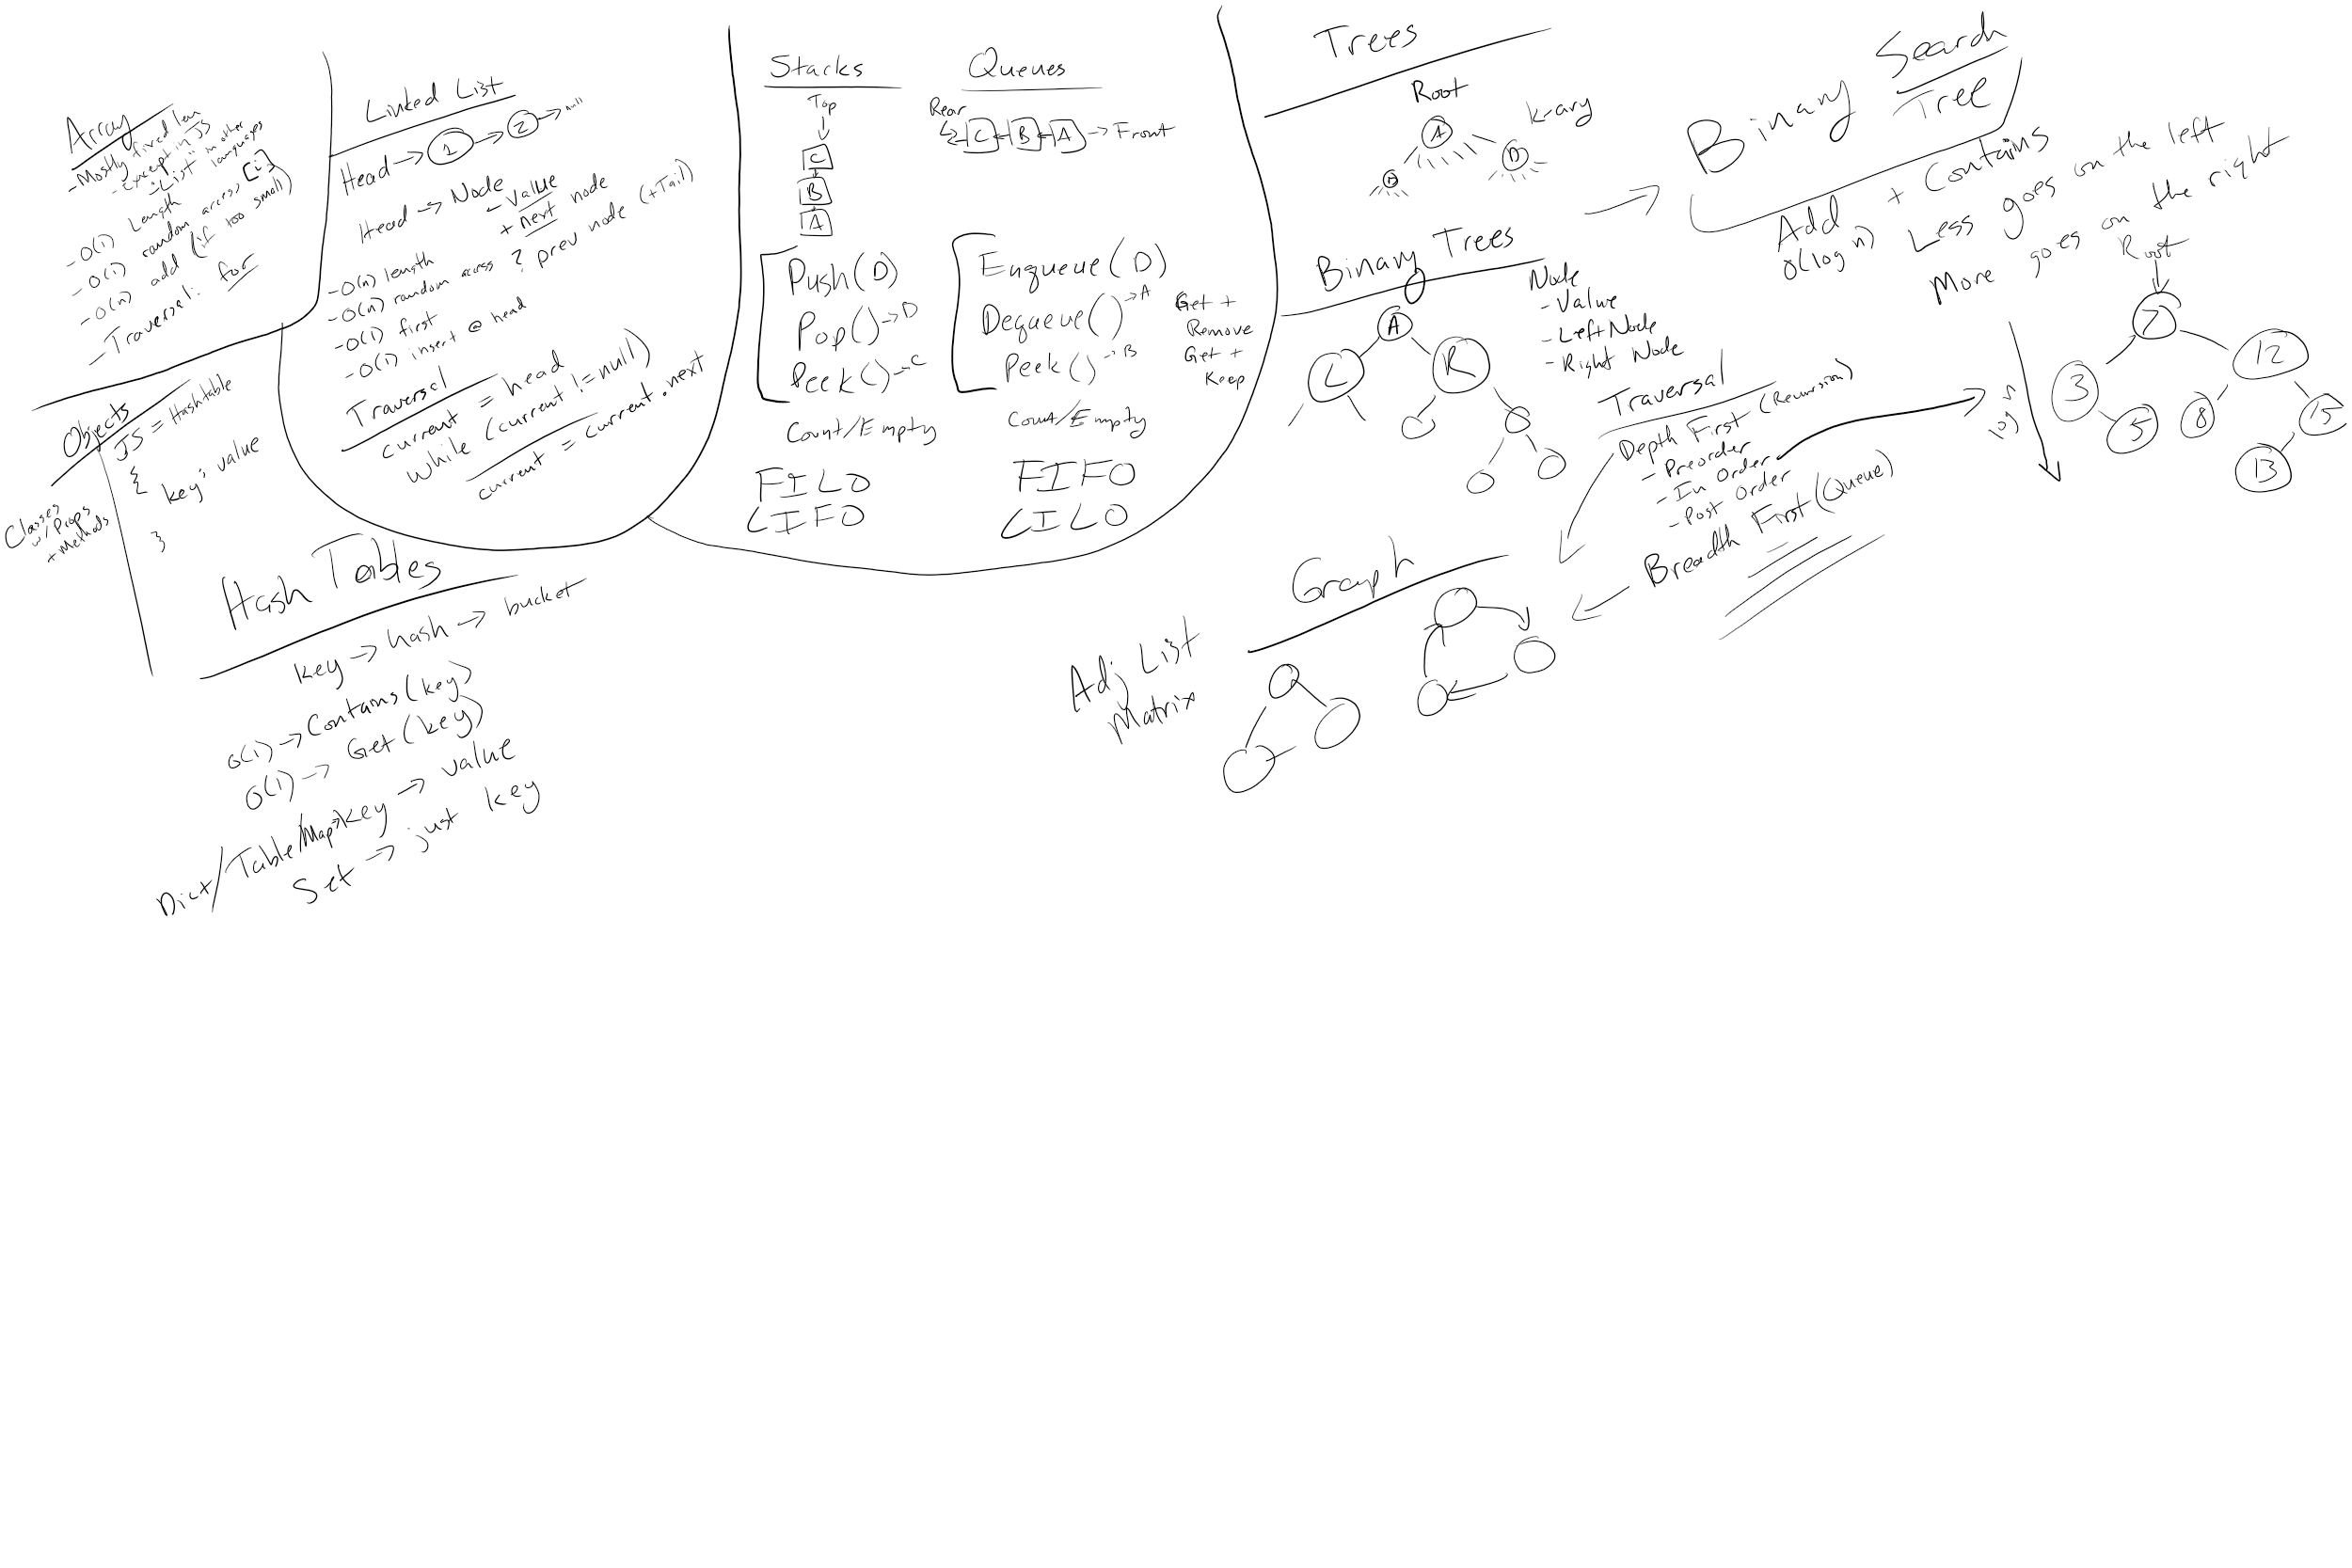 Array
- Mostly fixed len
- Except in JS
- "List" in other languages
- O(1) Length
- O(1) random access [i]
- O(n) add (if too small)
- Traversal: for
Linked List
Head -> 1 -> 2 -> null
Head -> Node
- Value
+ next node
? prev node (+Tail)
- O(n) length
- O(n) random access
- O(1) first
- O(1) insert @ head
Traversal
current = head
while (current != null)
current = current.next
Stacks
Top
C
B
A
Push(D)
Pop() -> D
Peek() -> C
Count/Empty
FILO
LIFO
Queues
Rear
C B A -> Front
Enqueue(D)
Dequeue() -> A
Get + Remove
Peek() -> B
Get + Keep
Count/Empty
FIFO
LILO
Trees
Root
A
B
D
k-ary
Binary Trees
A
L
R
Node
- Value
- Left Node
- Right Node
Traversal
Depth First (Recursion)
- Preorder
- In Order
- Post Order
Breadth First (Queue)
Binary Search Tree
Add + Contains
O(log n)
Less goes on the left
More goes on the right
Root
7
3
12
5
8
15
13
log n
Objects
JS = Hashtable
{
key: value
}
Classes
w/ Props
+ Methods
Hash Tables
key -> hash -> bucket
O(1) -> Contains(key)
O(1) -> Get(key)
Dict/Table/Map -> key -> value
Set -> just key
Graph
Adj List
Matrix